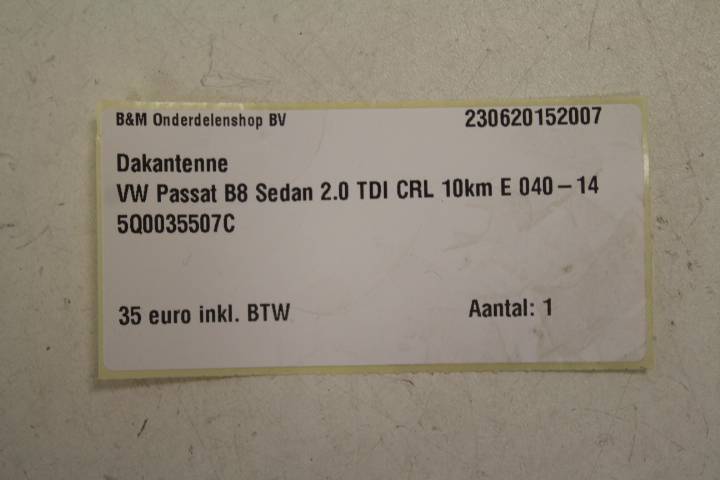 B&M Onderdelenshop BV 230620152007
Dakantenne
VW Passat B8 Sedan 2.0 TDI CRL 10km E 040-14
5Q0035507C
35 euro inkl. BTW Aantal: 1